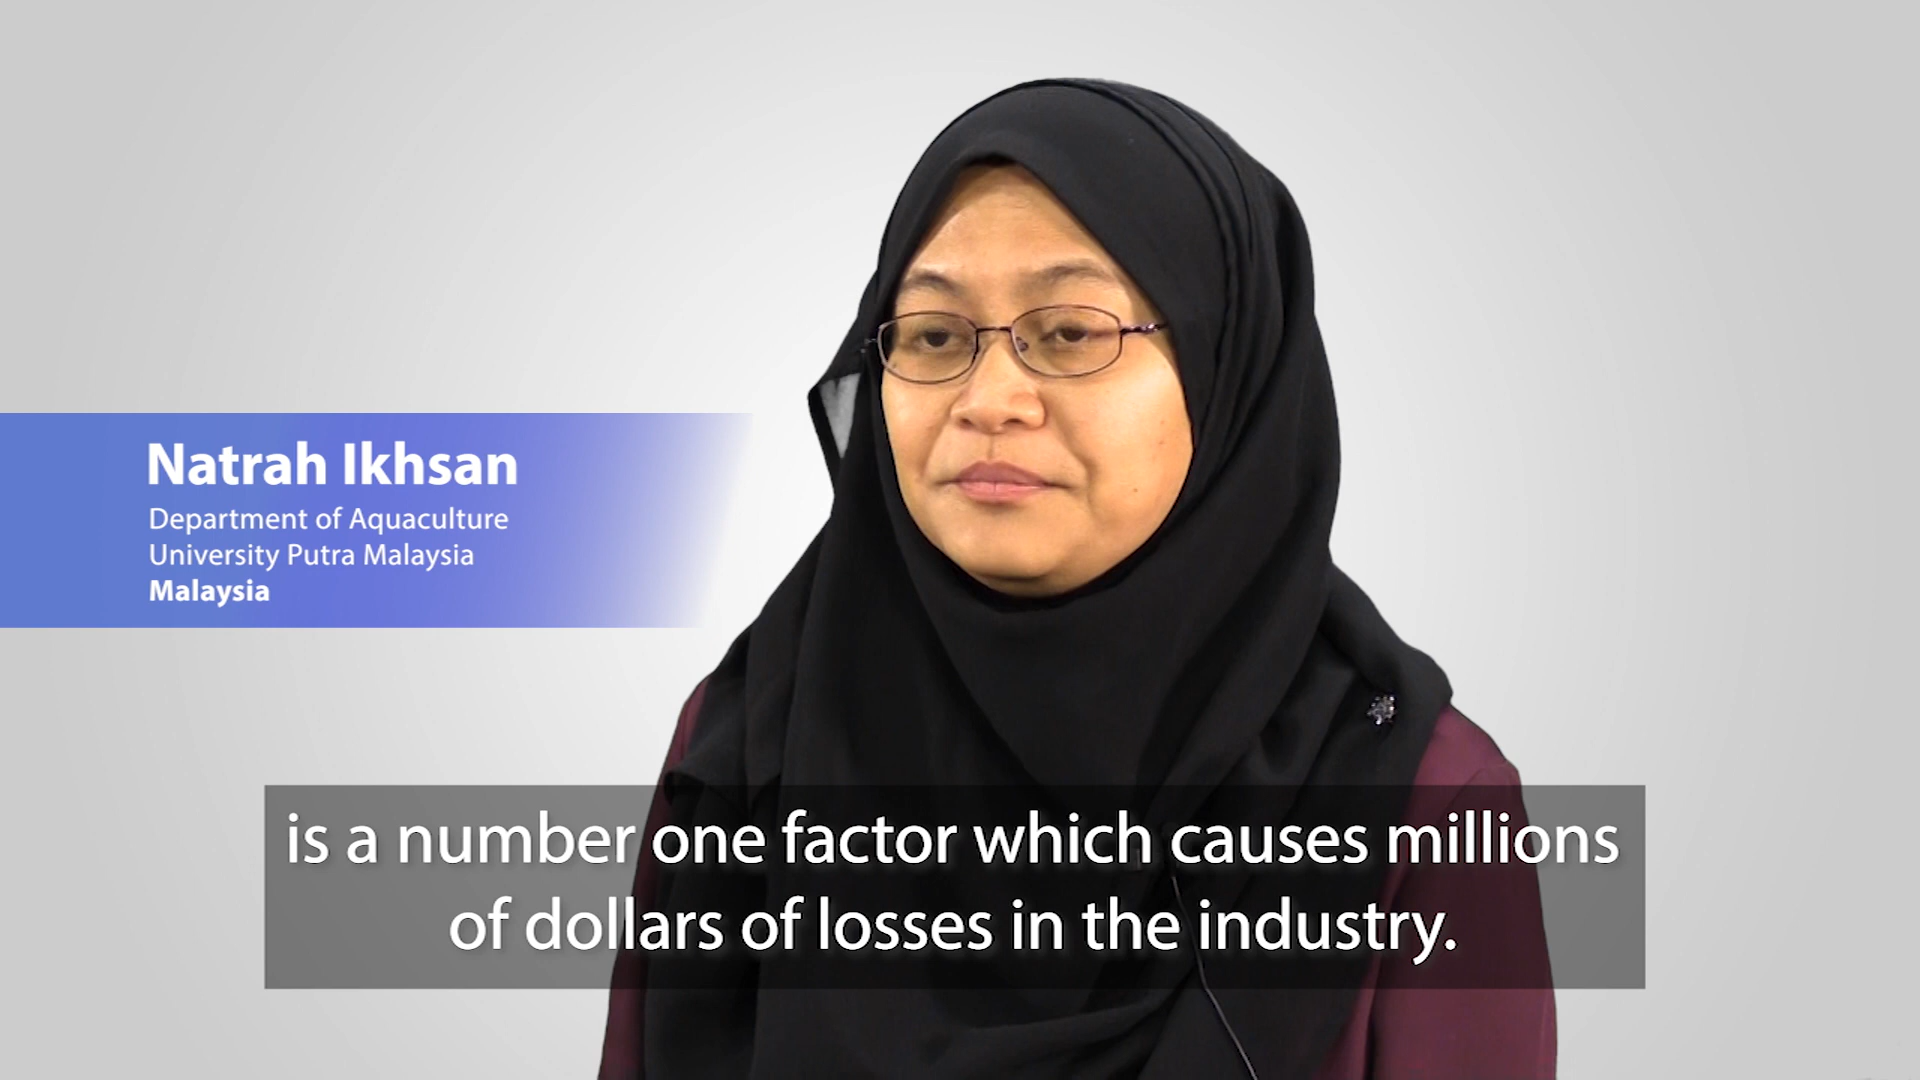 Natrah Ikhsan
Department of Aquaculture
University Putra Malaysia
Malaysia
is a number one factor which causes millions
of dollars of losses in the industry.